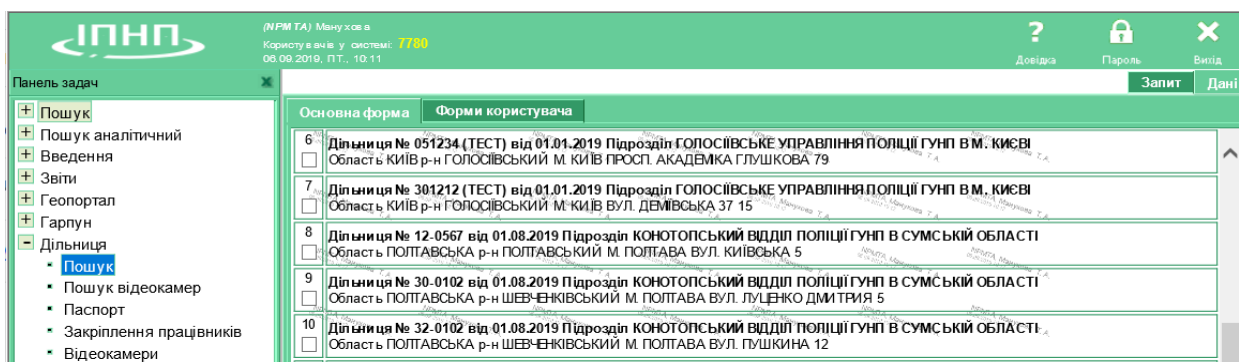 ІПНП
(NPMTA) Манухова
Користувачів у системі: 7780
06.09.2019, ПТ., 10:11
Довідка
Пароль
Вихід
Панель задач
Запит
Дані
Пошук
Пошук аналітичний
Введення
Звіти
Геопортал
Гарпун
Дільниця
Пошук
Пошук відеокамер
Паспорт
Закріплення працівників
Відеокамери
Основна форма
Форми користувача
6
Дільниця № 051234 (ТЕСТ) від 01.01.2019 Підрозділ ГОЛОСІЇВСЬКЕ УПРАВЛІННЯ ПОЛІЦІЇ ГУНП В М. КИЄВІ
Область КИЇВ р-н ГОЛОСІЇВСЬКИЙ М. КИЇВ ПРОСП. АКАДЕМІКА ГЛУШКОВА 79
7
Дільниця № 301212 (ТЕСТ) від 01.01.2019 Підрозділ ГОЛОСІЇВСЬКЕ УПРАВЛІННЯ ПОЛІЦІЇ ГУНП В М. КИЄВІ
Область КИЇВ р-н ГОЛОСІЇВСЬКИЙ М. КИЇВ ВУЛ. ДЕМІЇВСЬКА 37 15
8
Дільниця № 12-0567 від 01.08.2019 Підрозділ КОНОТОПСЬКИЙ ВІДДІЛ ПОЛІЦІЇ ГУНП В СУМСЬКІЙ ОБЛАСТІ
Область ПОЛТАВСЬКА р-н ПОЛТАВСЬКИЙ М. ПОЛТАВА ВУЛ. КИЇВСЬКА 5
9
Дільниця № 30-0102 від 01.08.2019 Підрозділ КОНОТОПСЬКИЙ ВІДДІЛ ПОЛІЦІЇ ГУНП В СУМСЬКІЙ ОБЛАСТІ
Область ПОЛТАВСЬКА р-н ШЕВЧЕНКІВСЬКИЙ М. ПОЛТАВА ВУЛ. ЛУЦЕНКО ДМИТРИЯ 5
10
Дільниця № 32-0102 від 01.08.2019 Підрозділ КОНОТОПСЬКИЙ ВІДДІЛ ПОЛІЦІЇ ГУНП В СУМСЬКІЙ ОБЛАСТІ
Область ПОЛТАВСЬКА р-н ШЕВЧЕНКІВСЬКИЙ М. ПОЛТАВА ВУЛ. ПУШКИНА 12